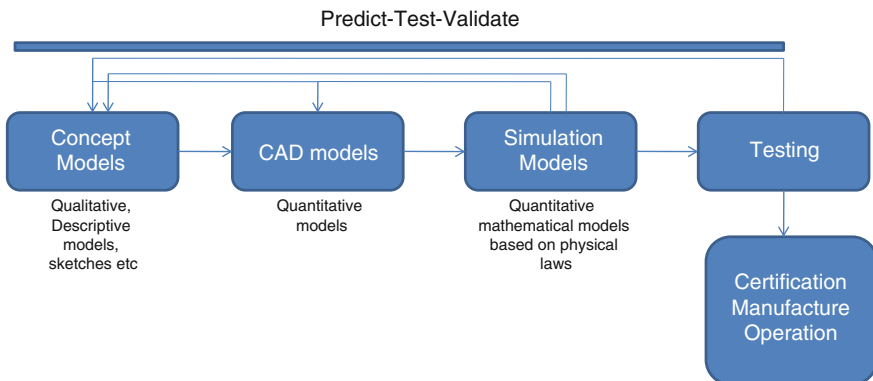 Predict-Test-Validate
Concept
Models
CAD models
Simulation
Models
Testing
Qualitative,
Descriptive
models,
sketches etc
Quantitative
models
Quantitative
mathematical models
based on physical
laws
Certification
Manufacture
Operation